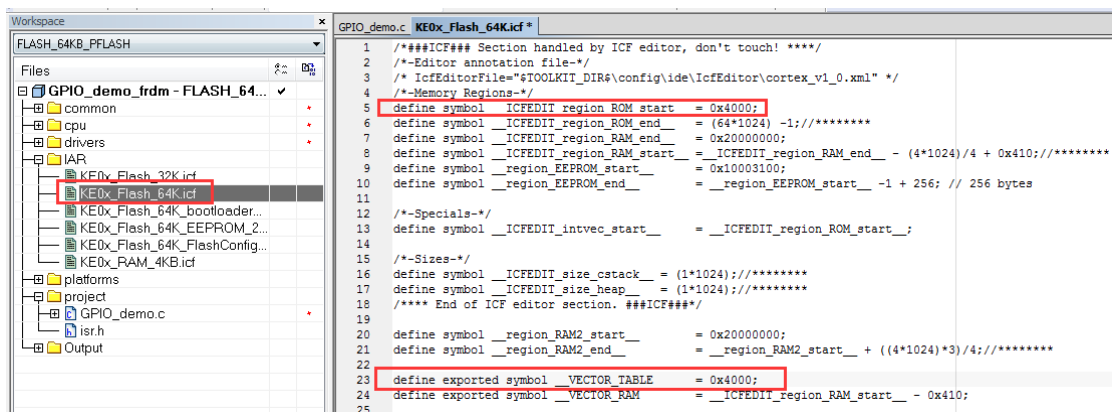 Workspace
FLASH_64KB_PFLASH
Files
GPIO_demo_frdm - FLASH_64...
common
cpu
drivers
IAR
KE0x_Flash_32K.icf
KE0x_Flash_64K.icf
KE0x_Flash_64K_bootloader...
KE0x_Flash_64K_EEPROM_2...
KE0x_Flash_64K_FlashConfig...
KE0x_RAM_4KB.icf
platforms
project
GPIO_demo.c
isr.h
Output
GPIO_demo.c KE0x_Flash_64K.icf *
1 /*###ICF### Section handled by ICF editor, don't touch! ****/
2 /*-Editor annotation file-*/
3 /* IcfEditorFile="$TOOLKIT_DIR$\config\ide\IcfEditor\cortex_v1_0.xml" */
4 /*-Memory Regions-*/
5 define symbol __ICFEDIT_region_ROM_start__ = 0x4000;
6 define symbol __ICFEDIT_region_ROM_end__ = (64*1024) -1;//********
7 define symbol __ICFEDIT_region_RAM_end__ = 0x20000000;
8 define symbol __ICFEDIT_region_RAM_start__ =__ICFEDIT_region_RAM_end__ - (4*1024)/4 + 0x410;//********
9 define symbol __region_EEPROM_start__ = 0x10003100;
10 define symbol __region_EEPROM_end__ = __region_EEPROM_start__ -1 + 256; // 256 bytes
11
12 /*-Specials-*/
13 define symbol __ICFEDIT_intvec_start__ = __ICFEDIT_region_ROM_start__;
14
15 /*-Sizes-*/
16 define symbol __ICFEDIT_size_cstack__ = (1*1024);//********
17 define symbol __ICFEDIT_size_heap__ = (1*1024);//********
18 /**** End of ICF editor section. ###ICF###*/
19
20 define symbol __region_RAM2_start__ = 0x20000000;
21 define symbol __region_RAM2_end__ = __region_RAM2_start__ + ((4*1024)*3)/4;//********
22
23 define exported symbol __VECTOR_TABLE = 0x4000;
24 define exported symbol __VECTOR_RAM = __ICFEDIT_region_RAM_start__ - 0x410;
25